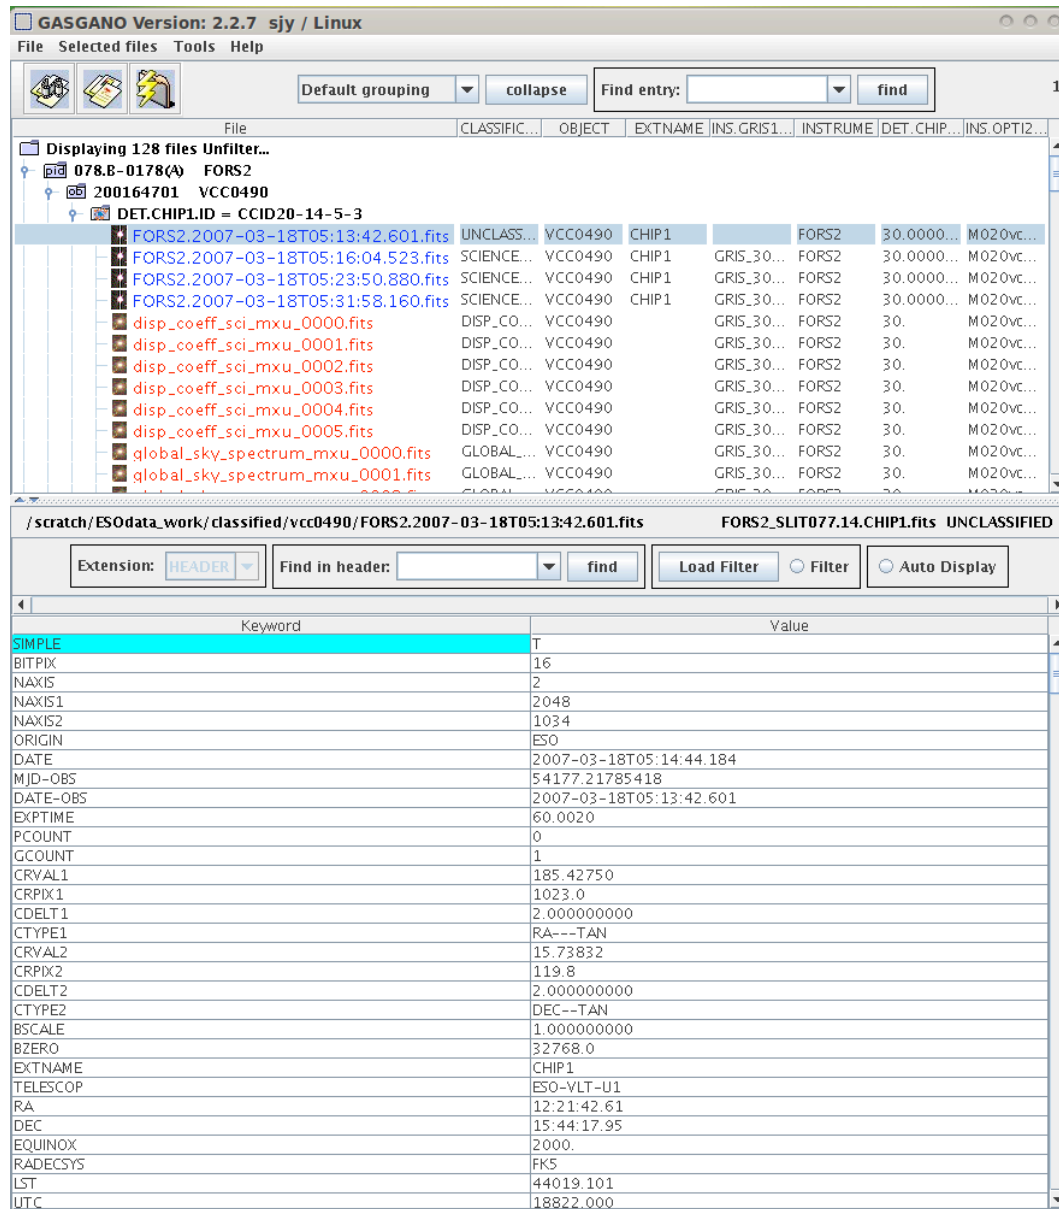 GASGANO Version: 2.2.7 sjy / Linux
File Selected files Tools Help
Default grouping collapse Find entry: find 1
File CLASSIFIC... OBJECT EXTNAME INS.GRIS1... INSTRUME DET.CHIP... INS.OPTI2...
Displaying 128 files Unfilter...
pid 078.B-0178(A) FORS2
ob 200164701 VCC0490
DET.CHIP1.ID = CCID20-14-5-3
FORS2.2007-03-18T05:13:42.601.fits UNCLASS... VCC0490 CHIP1 FORS2 30.0000... M020vc...
FORS2.2007-03-18T05:16:04.523.fits SCIENCE... VCC0490 CHIP1 GRIS_30... FORS2 30.0000... M020vc...
FORS2.2007-03-18T05:23:50.880.fits SCIENCE... VCC0490 CHIP1 GRIS_30... FORS2 30.0000... M020vc...
FORS2.2007-03-18T05:31:58.160.fits SCIENCE... VCC0490 CHIP1 GRIS_30... FORS2 30.0000... M020vc...
disp_coeff_sci_mxu_0000.fits DISP_CO... VCC0490 GRIS_30... FORS2 30. M020vc...
disp_coeff_sci_mxu_0001.fits DISP_CO... VCC0490 GRIS_30... FORS2 30. M020vc...
disp_coeff_sci_mxu_0002.fits DISP_CO... VCC0490 GRIS_30... FORS2 30. M020vc...
disp_coeff_sci_mxu_0003.fits DISP_CO... VCC0490 GRIS_30... FORS2 30. M020vc...
disp_coeff_sci_mxu_0004.fits DISP_CO... VCC0490 GRIS_30... FORS2 30. M020vc...
disp_coeff_sci_mxu_0005.fits DISP_CO... VCC0490 GRIS_30... FORS2 30. M020vc...
global_sky_spectrum_mxu_0000.fits GLOBAL_... VCC0490 GRIS_30... FORS2 30. M020vc...
global_sky_spectrum_mxu_0001.fits GLOBAL_... VCC0490 GRIS_30... FORS2 30. M020vc...
/scratch/ESOdata_work/classified/vcc0490/FORS2.2007-03-18T05:13:42.601.fits FORS2_SLIT077.14.CHIP1.fits UNCLASSIFIED
Extension: HEADER Find in header: find Load Filter Filter Auto Display
Keyword Value
SIMPLE T
BITPIX 16
NAXIS 2
NAXIS1 2048
NAXIS2 1034
ORIGIN ESO
DATE 2007-03-18T05:14:44.184
MJD-OBS 54177.21785418
DATE-OBS 2007-03-18T05:13:42.601
EXPTIME 60.0020
PCOUNT 0
GCOUNT 1
CRVAL1 185.42750
CRPIX1 1023.0
CDELT1 2.000000000
CTYPE1 RA---TAN
CRVAL2 15.73832
CRPIX2 119.8
CDELT2 2.000000000
CTYPE2 DEC--TAN
BSCALE 1.000000000
BZERO 32768.0
EXTNAME CHIP1
TELESCOP ESO-VLT-U1
RA 12:21:42.61
DEC 15:44:17.95
EQUINOX 2000.
RADECSYS FK5
LST 44019.101
UTC 18822.000